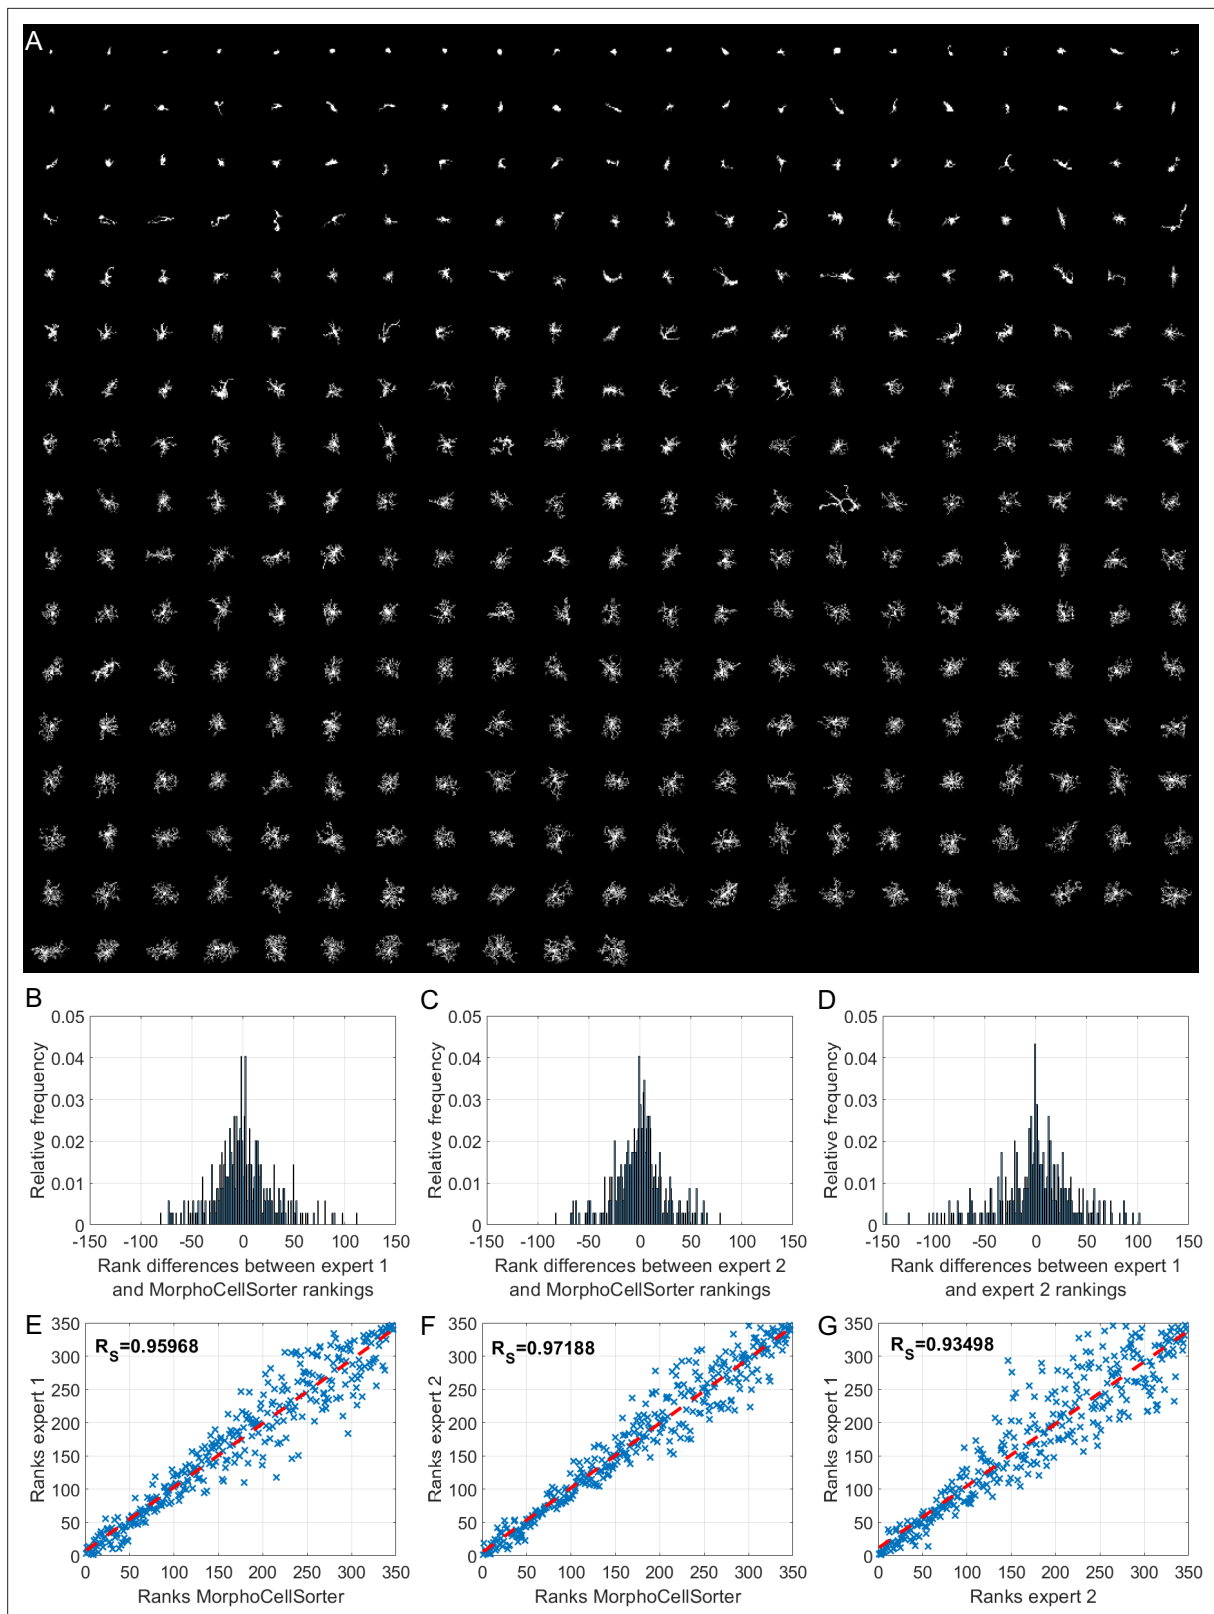 A
B
C
D
0.05
0.04
0.03
0.02
0.01
0
Relative frequency
-150 -100 -50 0 50 100 150
Rank differences between expert 1
and MorphoCellSorter rankings
0.05
0.04
0.03
0.02
0.01
0
Relative frequency
-150 -100 -50 0 50 100 150
Rank differences between expert 2
and MorphoCellSorter rankings
0.05
0.04
0.03
0.02
0.01
0
Relative frequency
-150 -100 -50 0 50 100 150
Rank differences between expert 1
and expert 2 rankings
E
R_S=0.95968
350
300
250
200
150
100
50
0
Ranks expert 1
0 50 100 150 200 250 300 350
Ranks MorphoCellSorter
F
R_S=0.97188
350
300
250
200
150
100
50
0
Ranks expert 2
0 50 100 150 200 250 300 350
Ranks MorphoCellSorter
G
R_S=0.93498
350
300
250
200
150
100
50
0
Ranks expert 1
0 50 100 150 200 250 300 350
Ranks expert 2